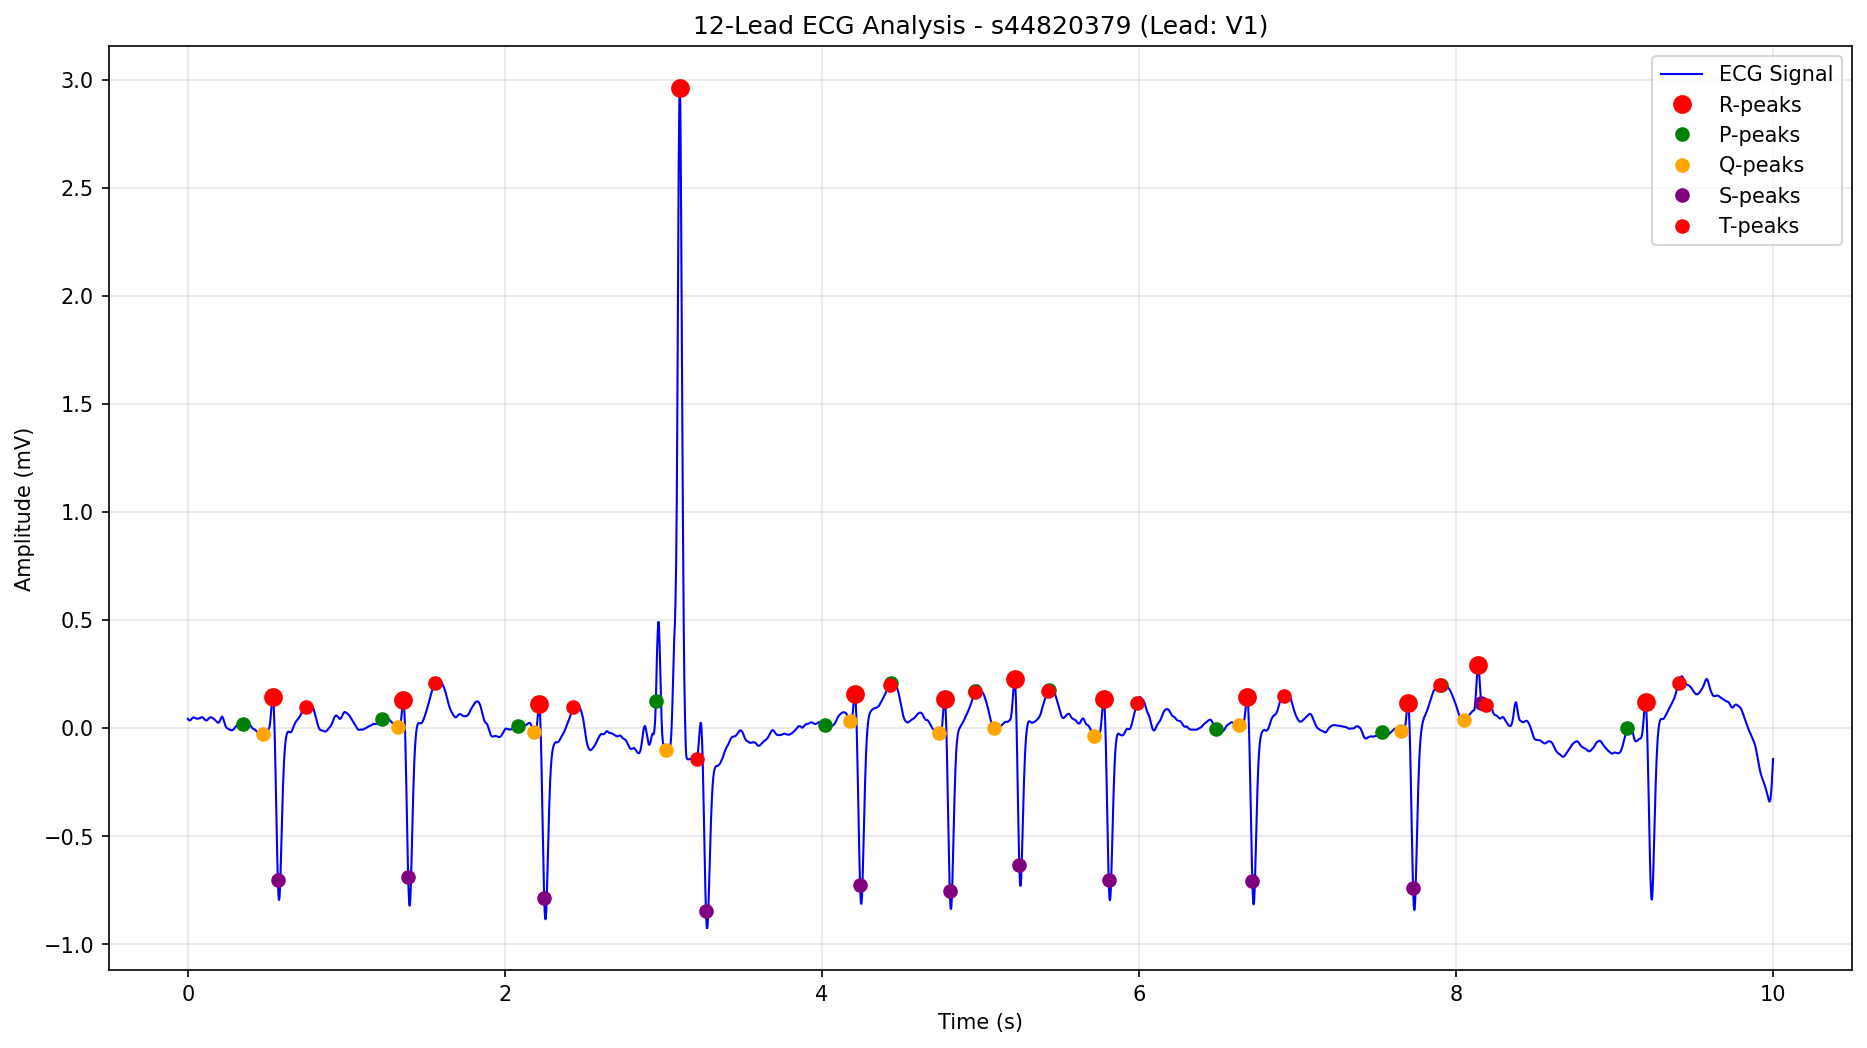 12-Lead ECG Analysis - s44820379 (Lead: V1)
ECG Signal
R-peaks
P-peaks
Q-peaks
S-peaks
T-peaks
Amplitude (mV)
3.0
2.5
2.0
1.5
1.0
0.5
0.0
−0.5
−1.0
0 2 4 6 8 10
Time (s)